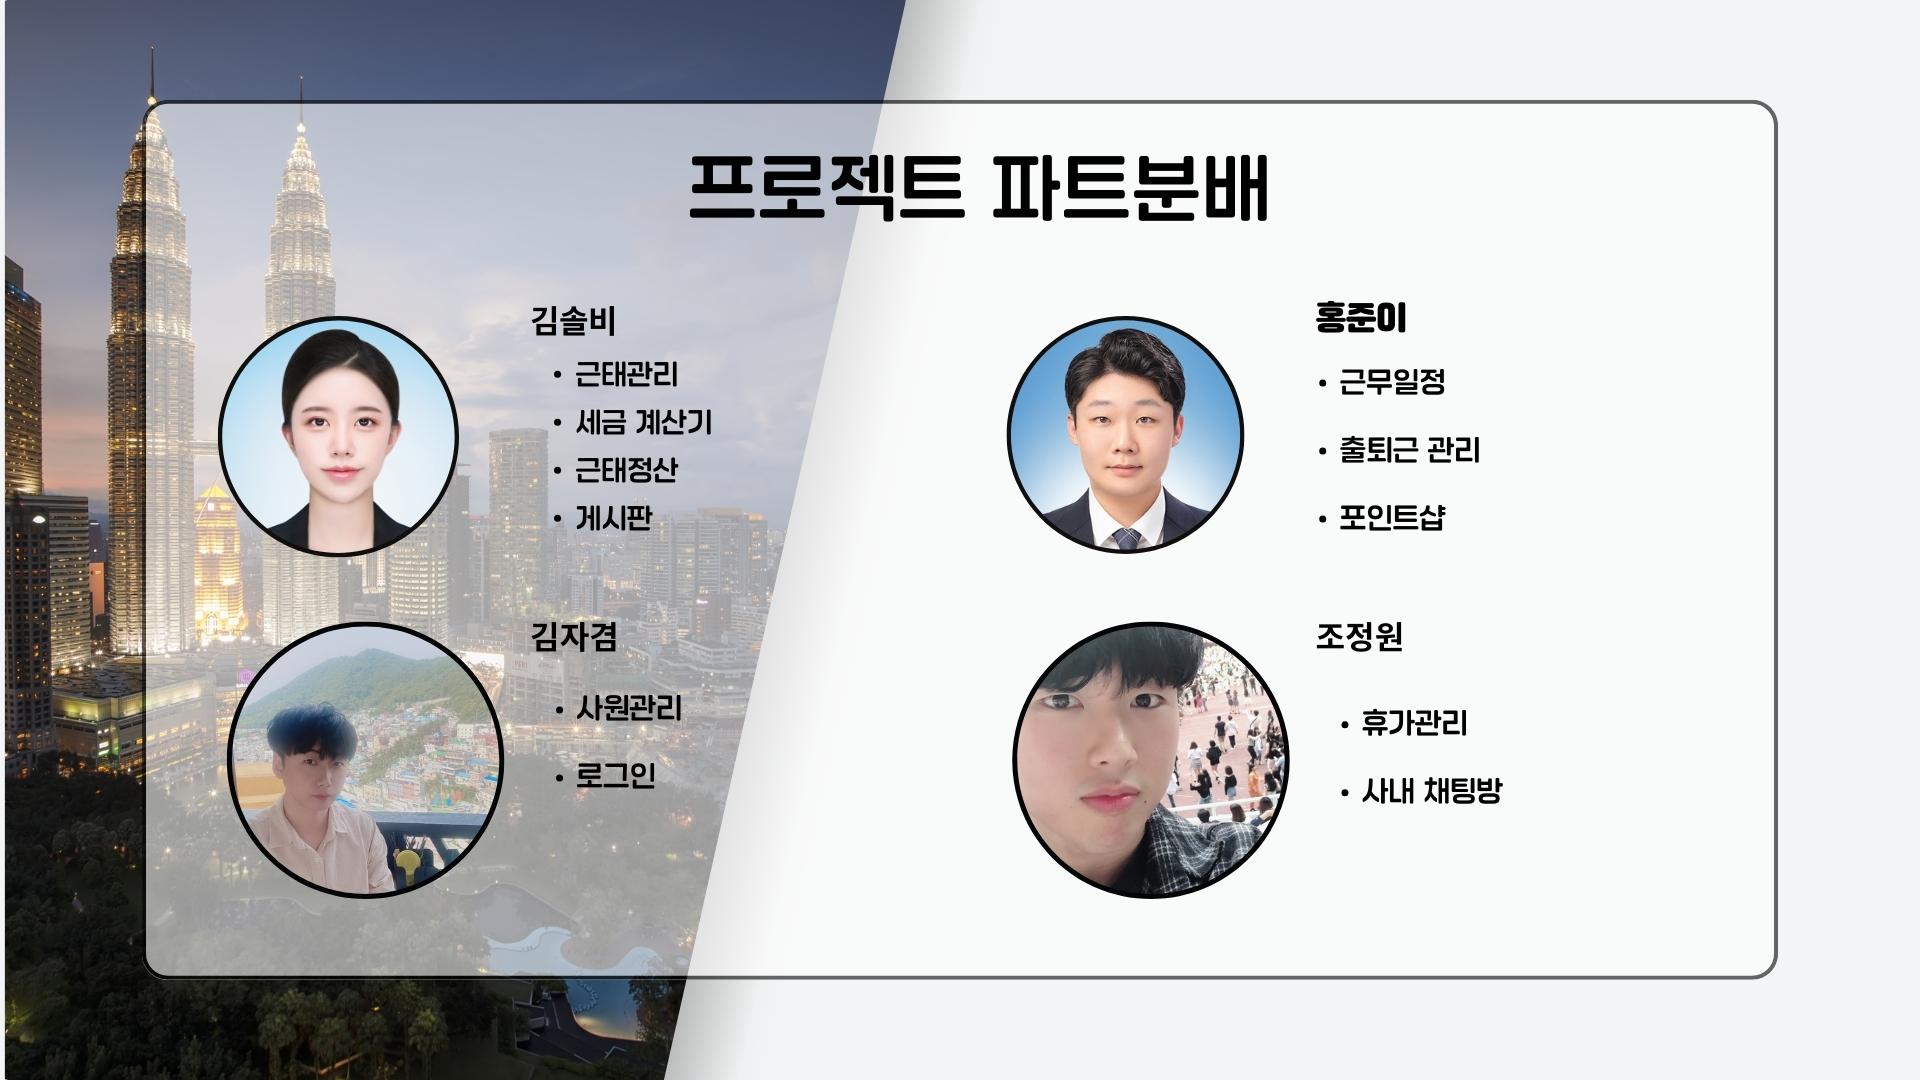 프로젝트 파트분배
김솔비
• 근태관리
• 세금 계산기
• 근태정산
• 게시판
홍준이
• 근무일정
• 출퇴근 관리
• 포인트샵
김자겸
• 사원관리
• 로그인
조정원
• 휴가관리
• 사내 채팅방